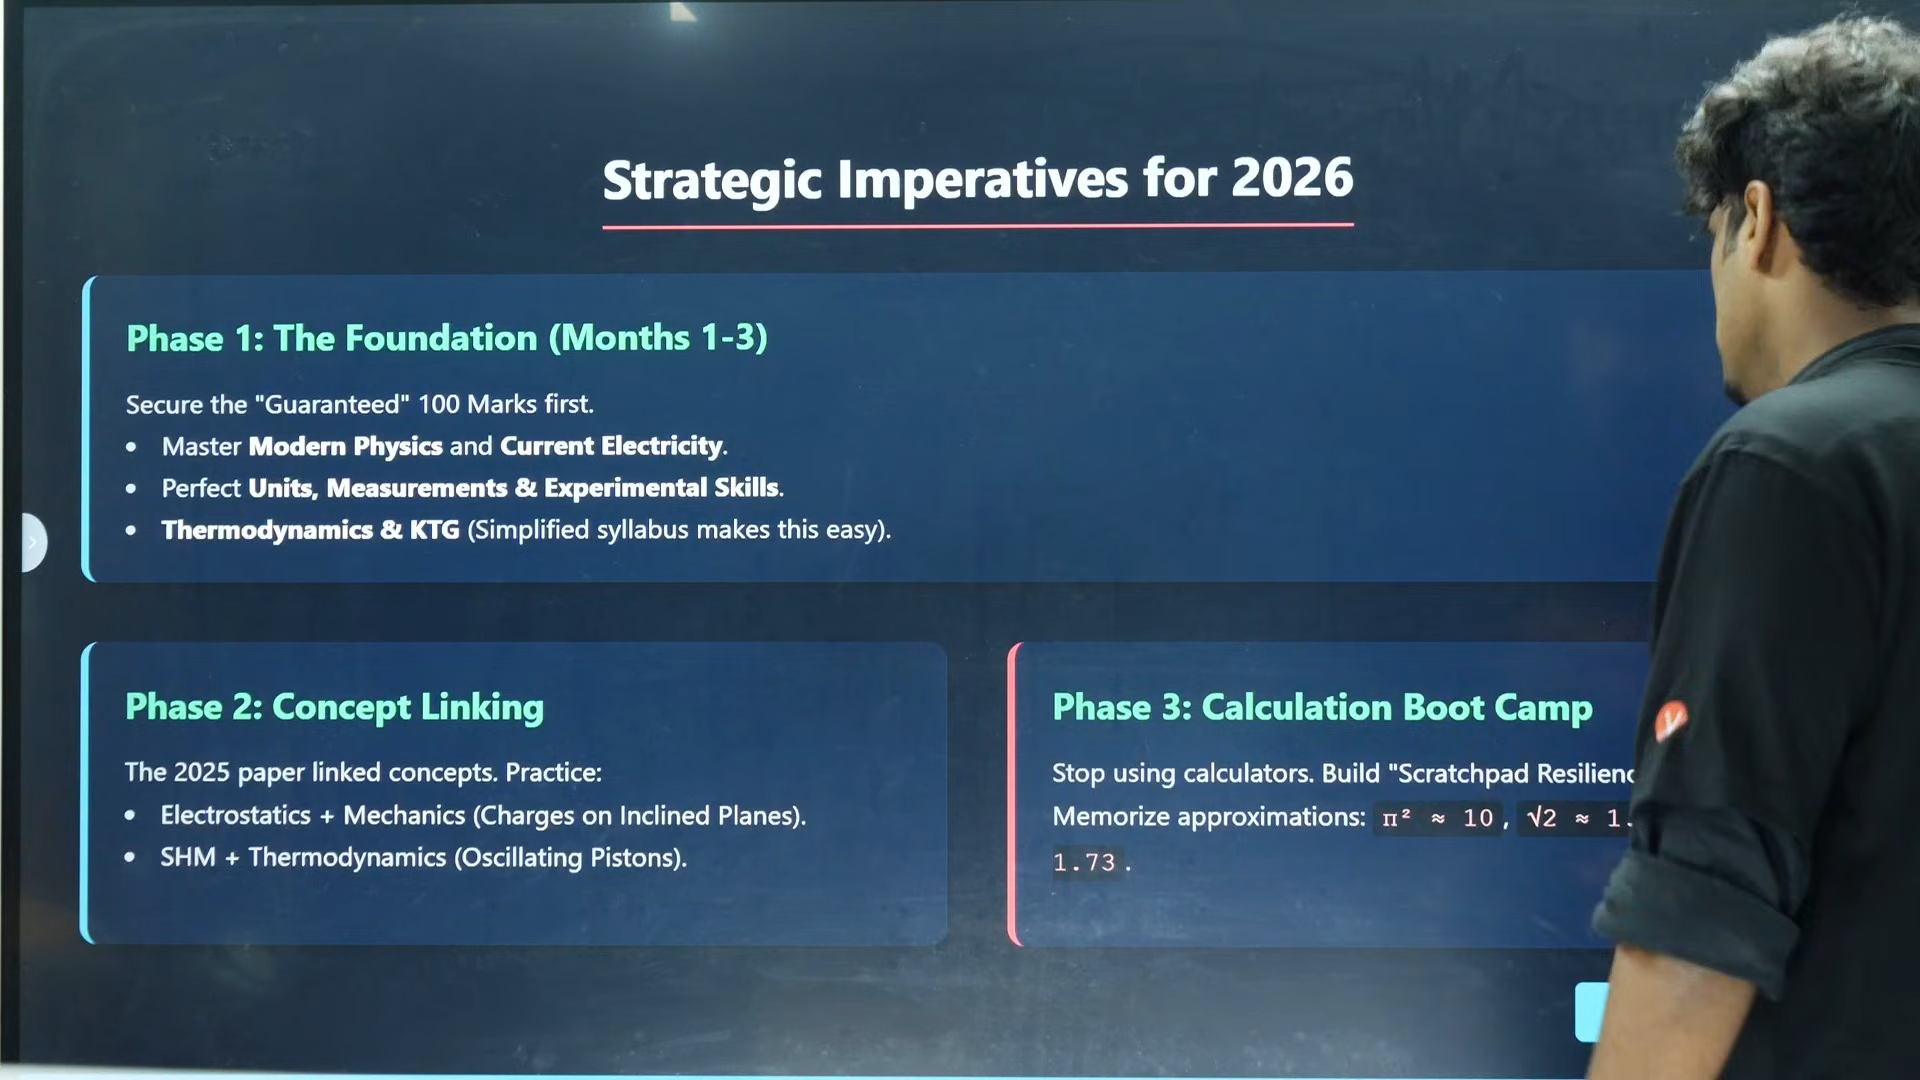 Strategic Imperatives for 2026
Phase 1: The Foundation (Months 1-3)
Secure the "Guaranteed" 100 Marks first.
• Master Modern Physics and Current Electricity.
• Perfect Units, Measurements & Experimental Skills.
• Thermodynamics & KTG (Simplified syllabus makes this easy).
Phase 2: Concept Linking
The 2025 paper linked concepts. Practice:
• Electrostatics + Mechanics (Charges on Inclined Planes).
• SHM + Thermodynamics (Oscillating Pistons).
Phase 3: Calculation Boot Camp
Stop using calculators. Build "Scratchpad
Memorize approximations: π² ≈ 10, √2 ≈ 1.
1.73.